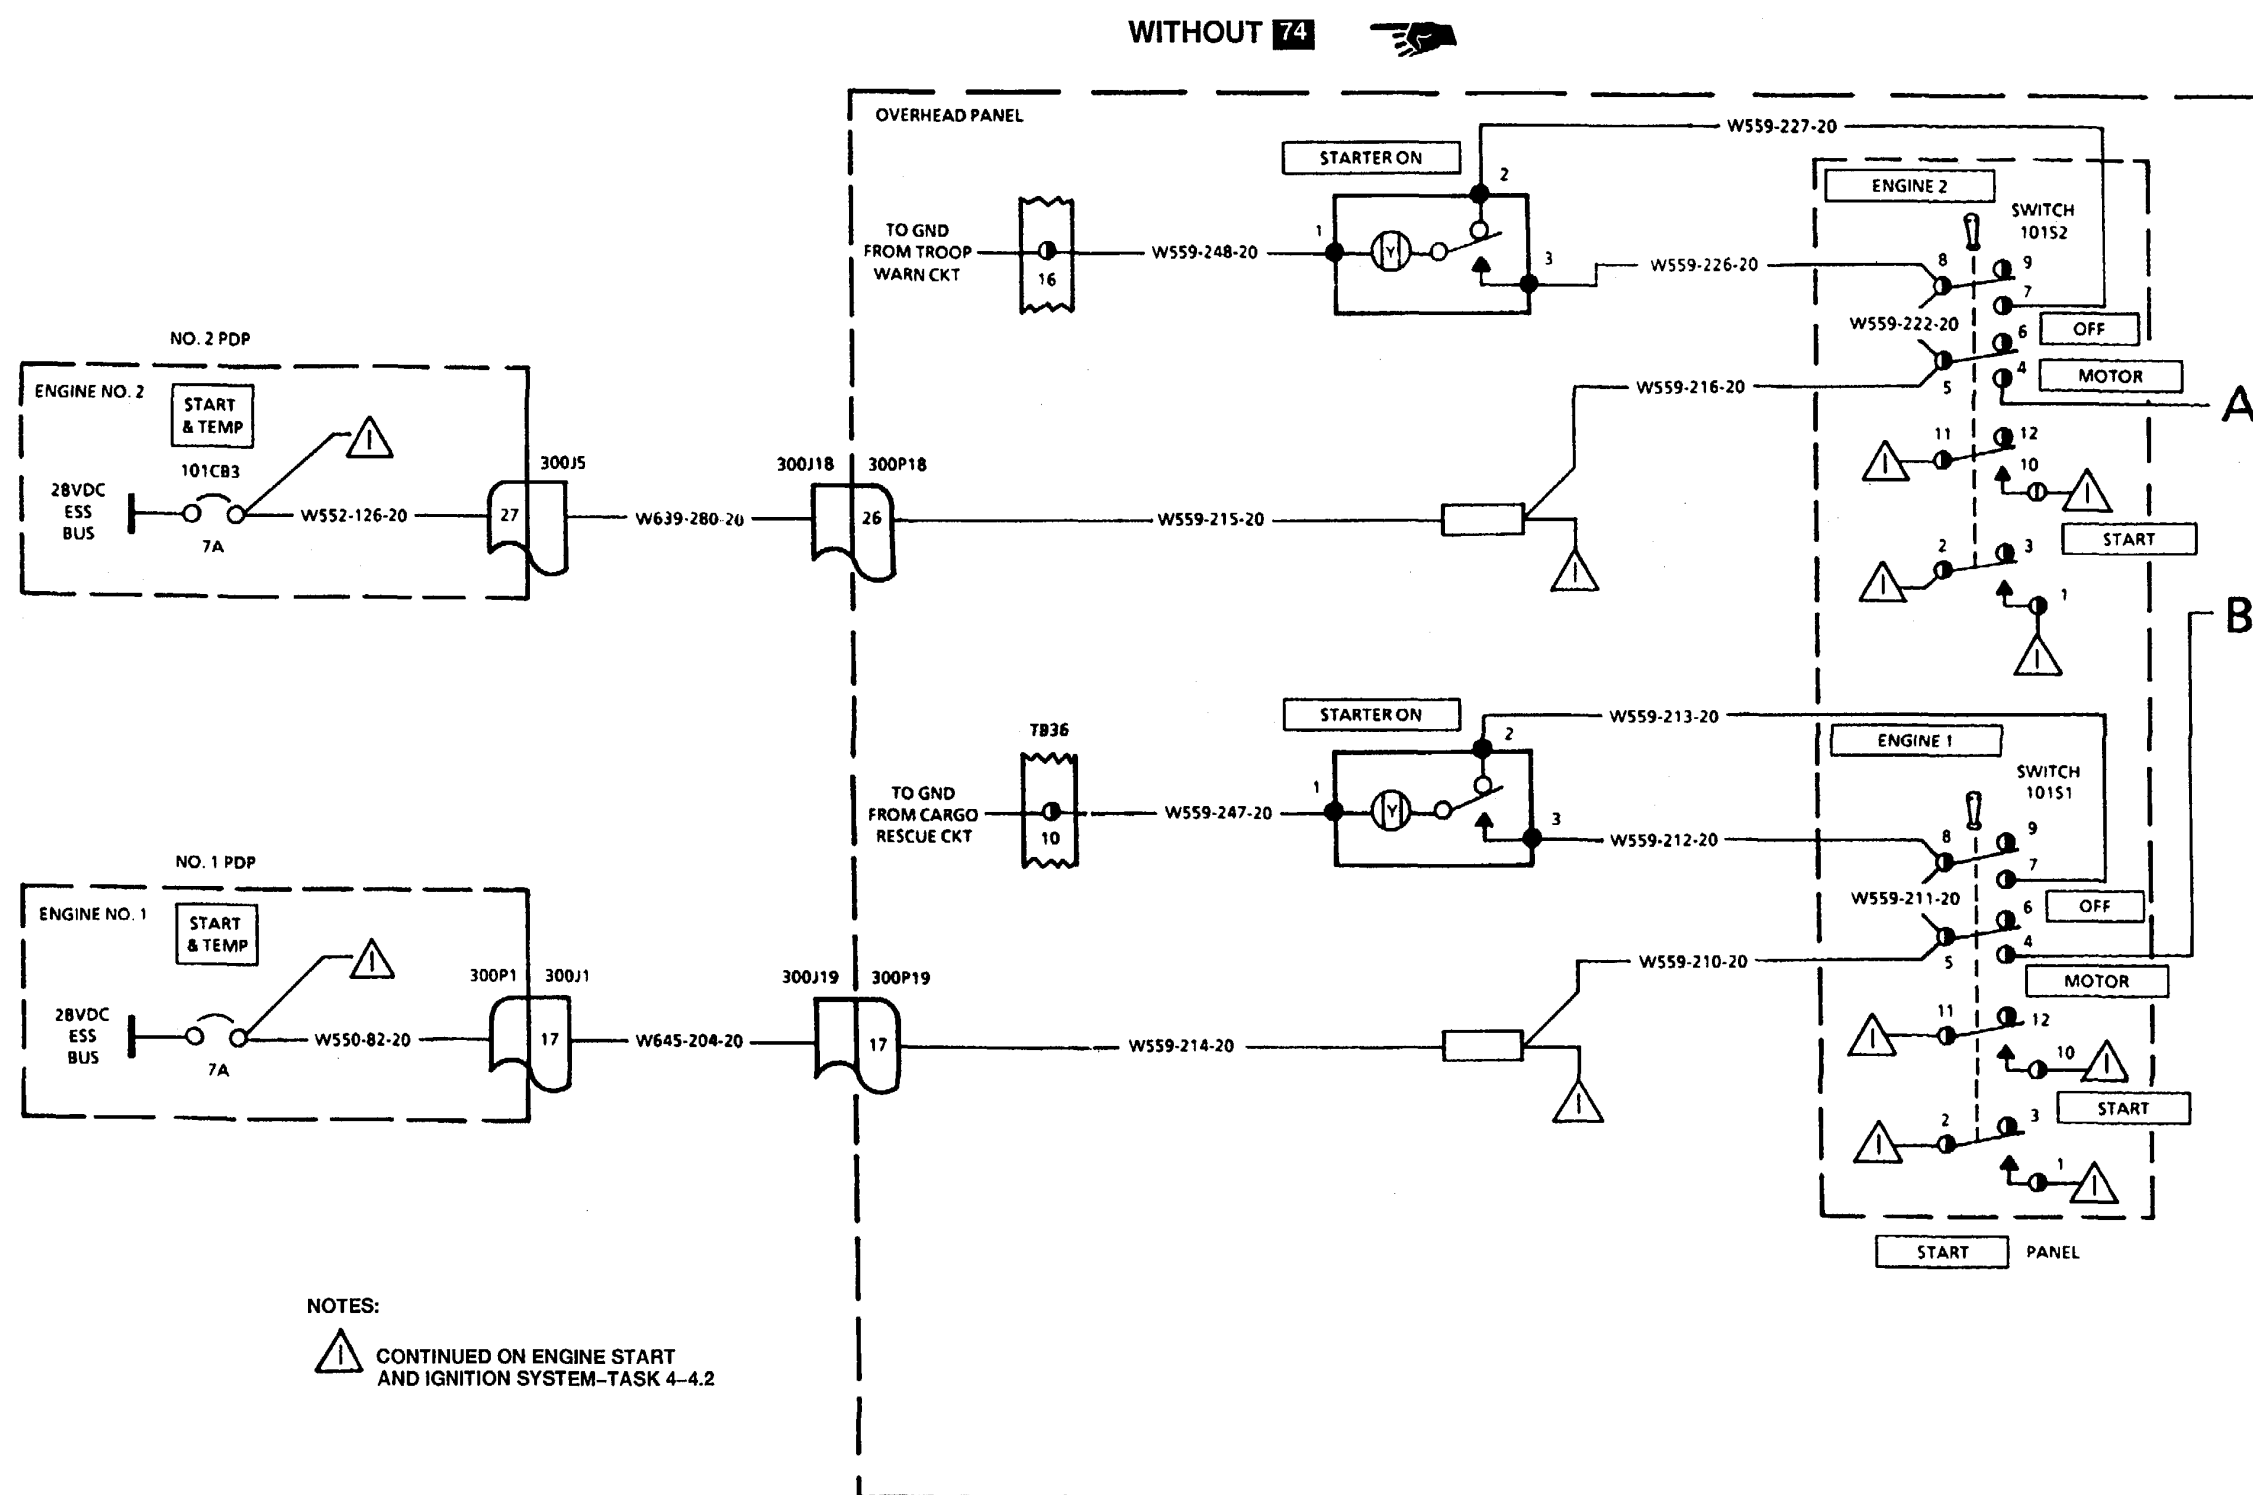 WITHOUT 74
OVERHEAD PANEL
W559-227-20
STARTER ON
2
ENGINE 2
SWITCH
101S2
TO GND
FROM TROOP
WARN CKT
16
W559-248-20
1
Y
3
W559-226-20
8
9
7
W559-222-20
OFF
6
4
MOTOR
5
W559-216-20
A
NO. 2 PDP
ENGINE NO. 2
START
& TEMP
101CB3
28VDC
ESS
BUS
7A
W552-126-20
27
300J5
W639-280-20
300J18
300P18
26
W559-215-20
11
12
10
START
2
3
1
B
STARTER ON
2
W559-213-20
ENGINE 1
SWITCH
101S1
TB36
TO GND
FROM CARGO
RESCUE CKT
10
W559-247-20
1
Y
3
W559-212-20
8
9
7
W559-211-20
OFF
6
4
5
MOTOR
W559-210-20
NO. 1 PDP
ENGINE NO. 1
START
& TEMP
28VDC
ESS
BUS
7A
W550-82-20
300P1
300J1
17
W645-204-20
300J19
300P19
17
W559-214-20
11
12
10
START
2
3
1
START PANEL
NOTES:
CONTINUED ON ENGINE START
AND IGNITION SYSTEM–TASK 4–4.2